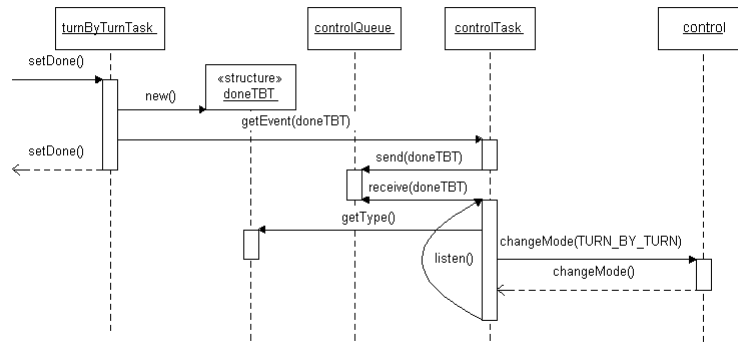 turnByTurnTask
controlQueue
controlTask
control
setDone()
«structure»
doneTBT
new()
getEvent(doneTBT)
setDone()
send(doneTBT)
receive(doneTBT)
getType()
changeMode(TURN_BY_TURN)
listen()
changeMode()